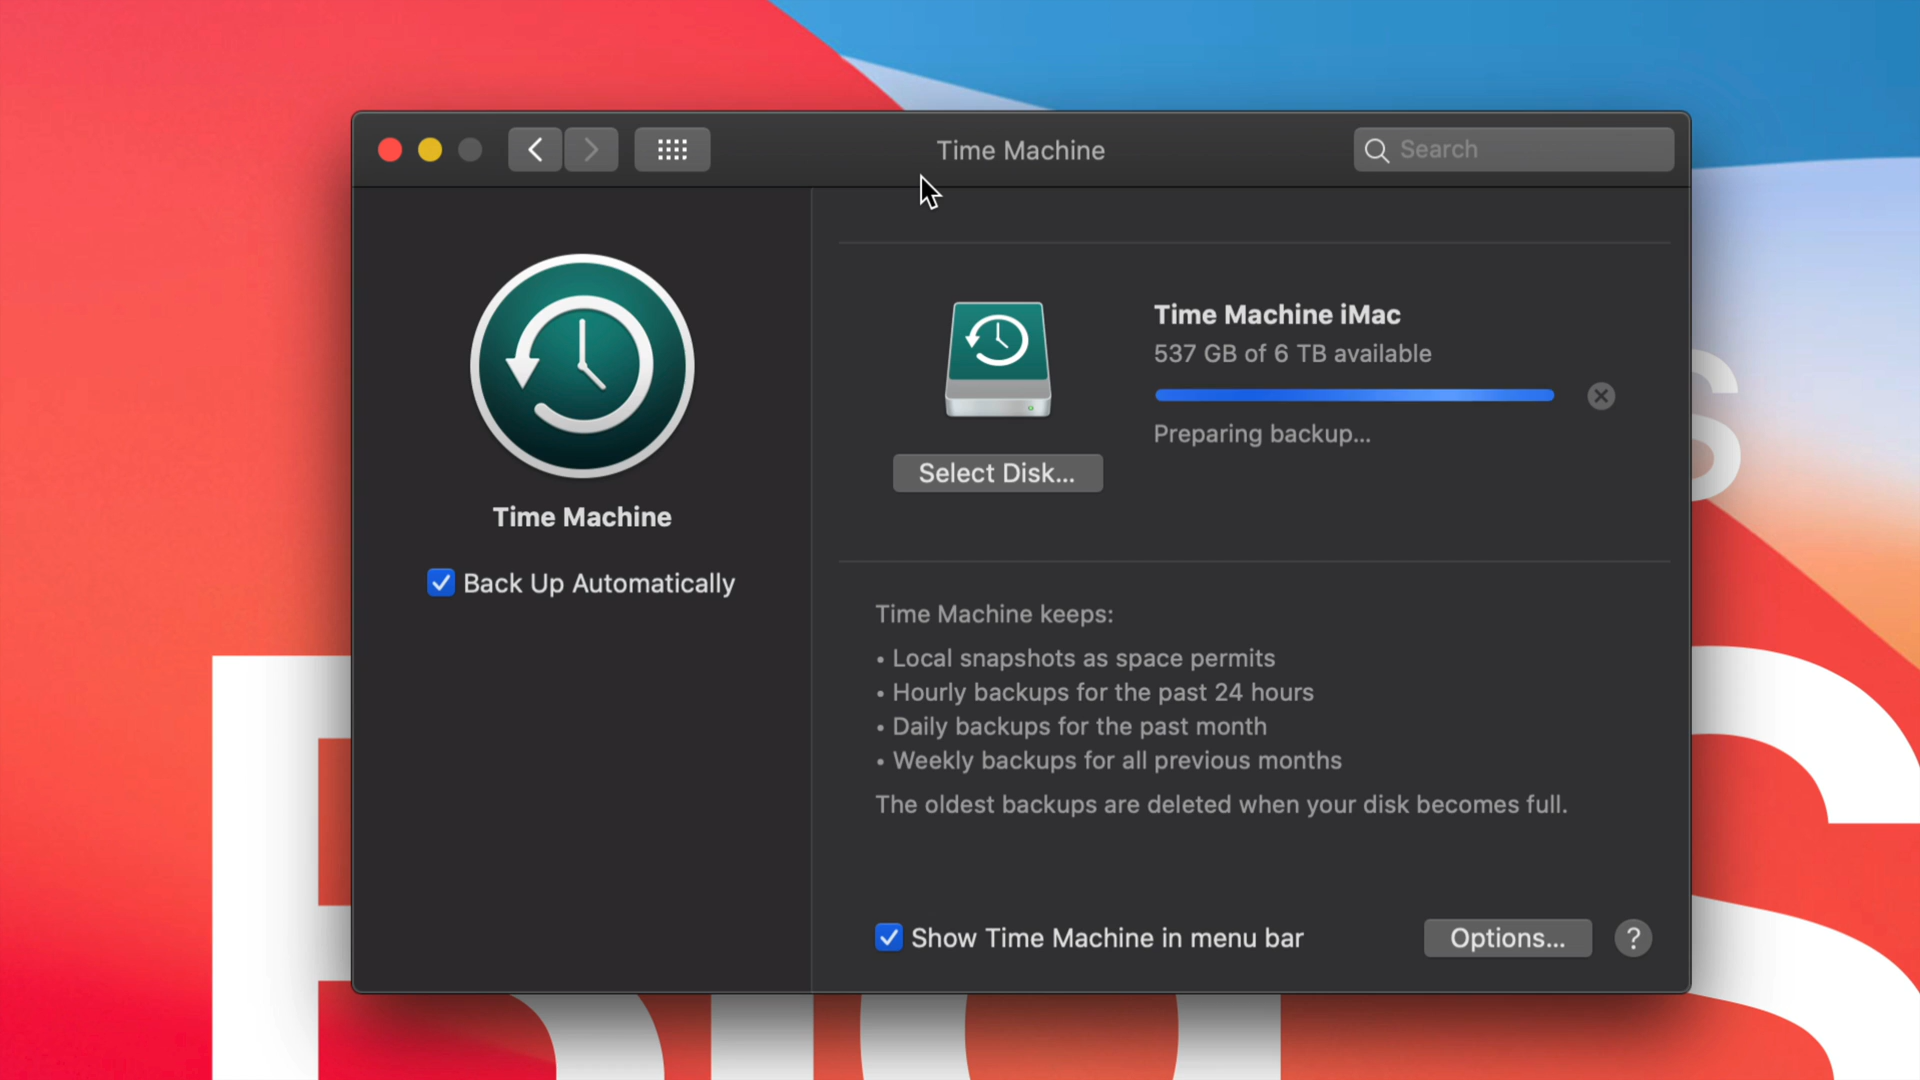 Time Machine
Search
Time Machine
Back Up Automatically
Time Machine iMac
537 GB of 6 TB available
Preparing backup...
Select Disk...
Time Machine keeps:
• Local snapshots as space permits
• Hourly backups for the past 24 hours
• Daily backups for the past month
• Weekly backups for all previous months
The oldest backups are deleted when your disk becomes full.
Show Time Machine in menu bar
Options...
?